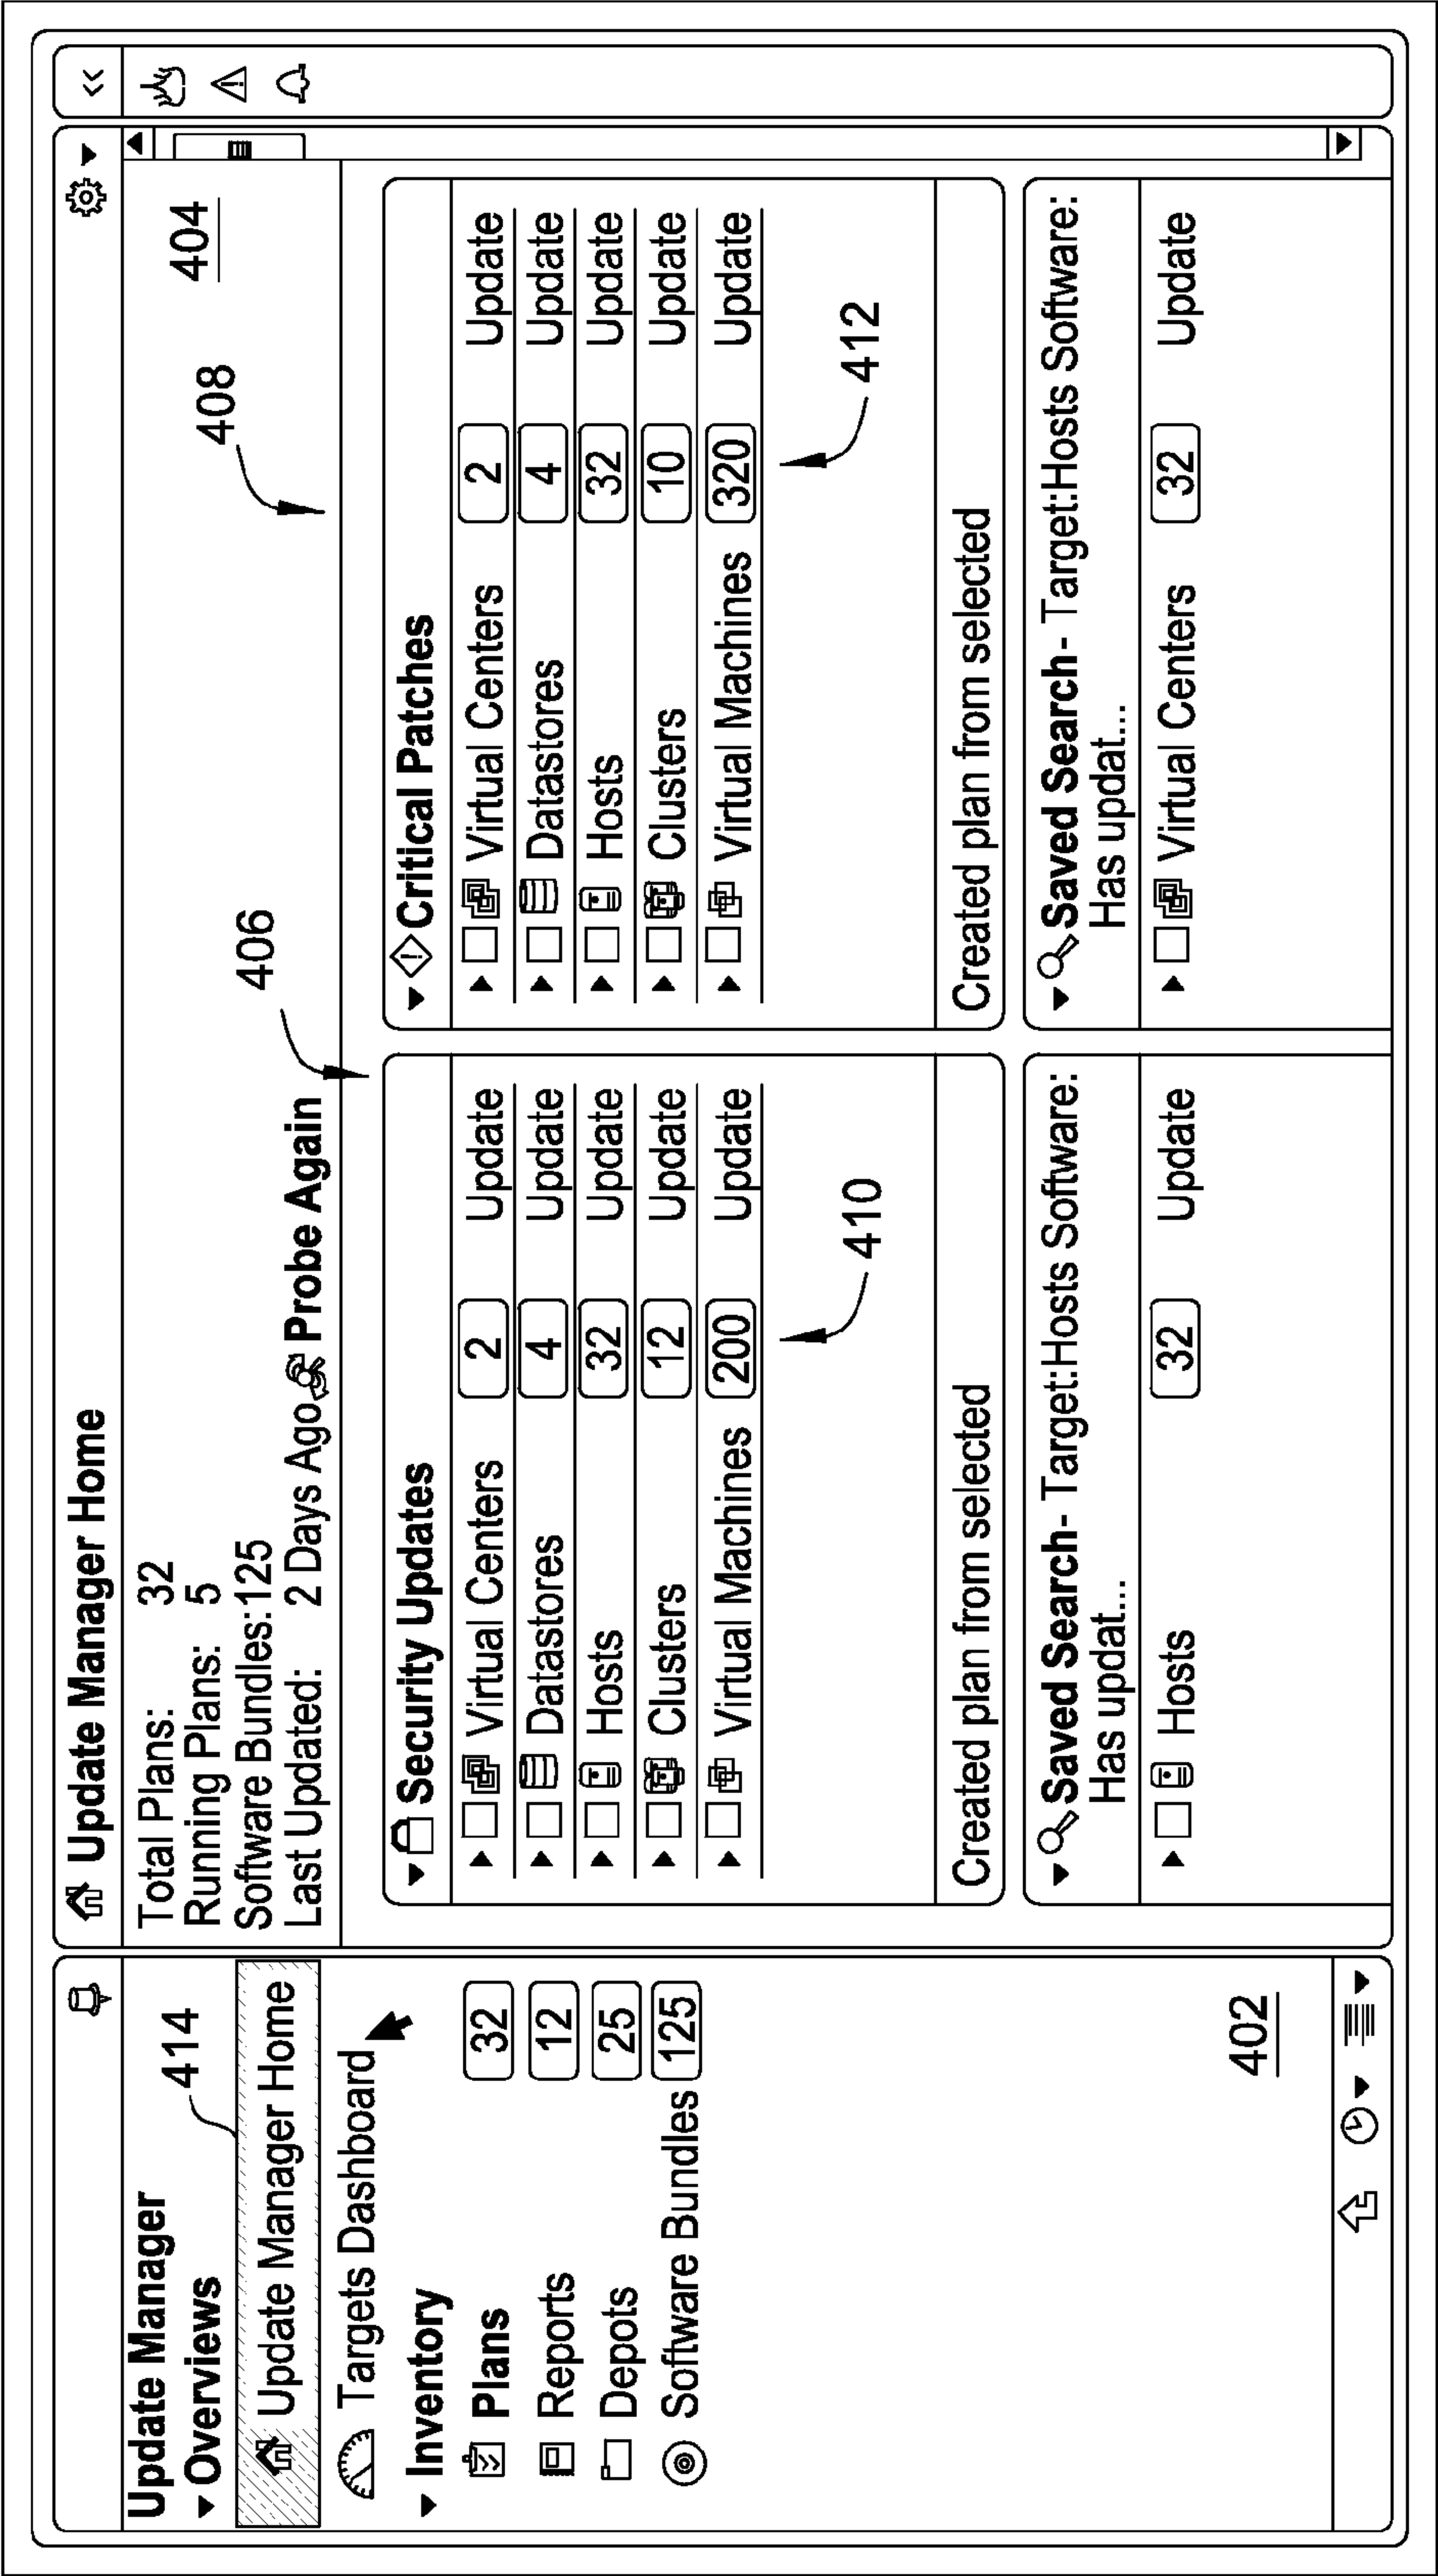 Update Manager
Overviews
414
Update Manager Home
Targets Dashboard
Inventory
Plans 32
Reports 12
Depots 25
Software Bundles 125
402
Update Manager Home
Total Plans: 32
Running Plans: 5
Software Bundles:125
Last Updated: 2 Days Ago Probe Again
404
406
408
Security Updates
Virtual Centers 2 Update
Datastores 4 Update
Hosts 32 Update
Clusters 12 Update
Virtual Machines 200 Update
410
Created plan from selected
Critical Patches
Virtual Centers 2 Update
Datastores 4 Update
Hosts 32 Update
Clusters 10 Update
Virtual Machines 320 Update
412
Created plan from selected
Saved Search- Target:Hosts Software:
Has updat...
Hosts 32 Update
Saved Search- Target:Hosts Software:
Has updat...
Virtual Centers 32 Update